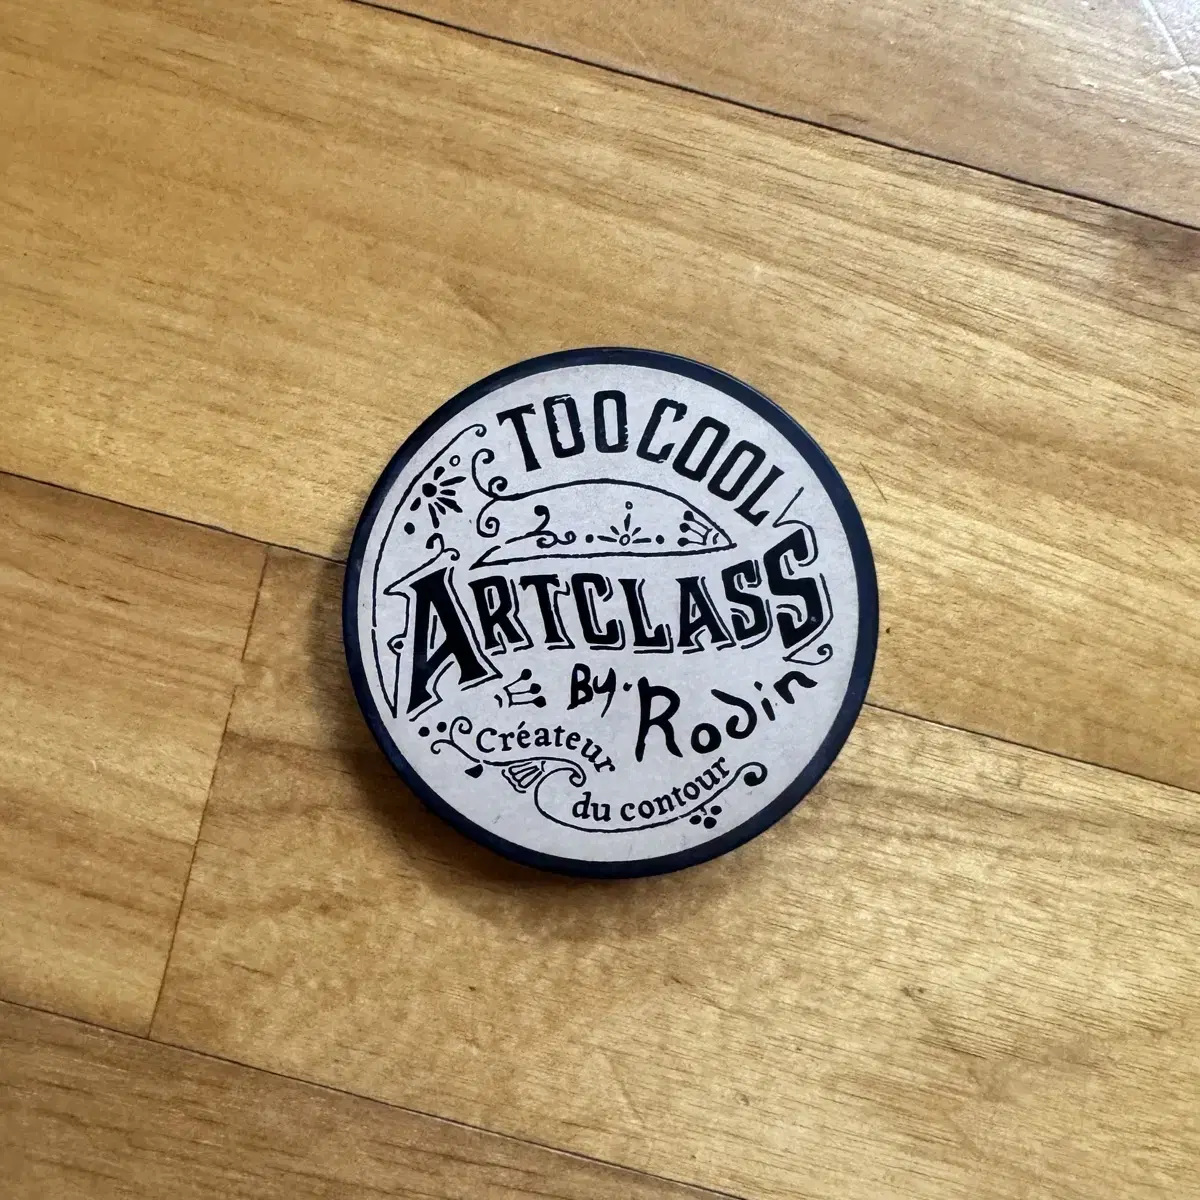 TOO COOL
ARTCLASS
By. Rodin
Créateur
du contour